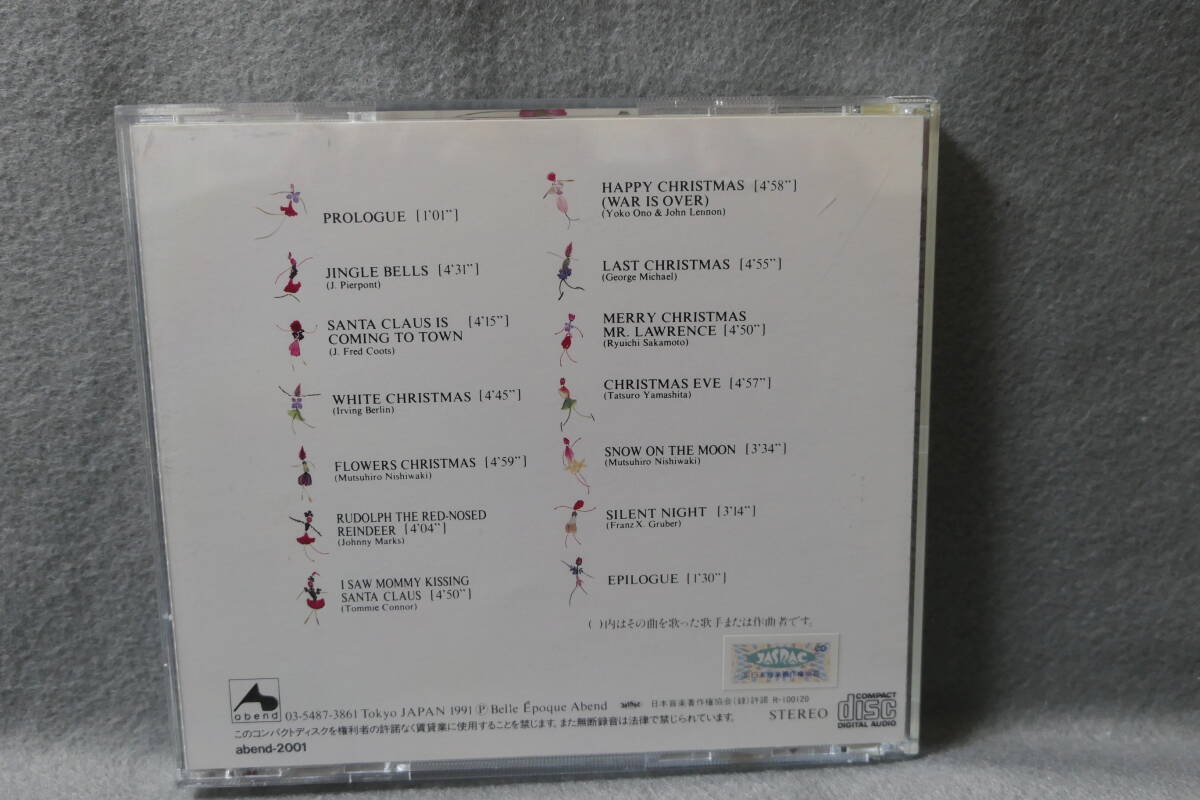 PROLOGUE [1'01"]
JINGLE BELLS [4'31"]
(J. Pierpont)
SANTA CLAUS IS [4'15"]
COMING TO TOWN
(J. Fred Coots)
WHITE CHRISTMAS [4'45"]
(Irving Berlin)
FLOWERS CHRISTMAS [4'59"]
(Mutsuhiro Nishiwaki)
RUDOLPH THE RED-NOSED
REINDEER [4'04"]
(Johnny Marks)
I SAW MOMMY KISSING
SANTA CLAUS [4'50"]
(Tommie Connor)
HAPPY CHRISTMAS [4'58"]
(WAR IS OVER)
(Yoko Ono & John Lennon)
LAST CHRISTMAS [4'55"]
(George Michael)
MERRY CHRISTMAS
MR. LAWRENCE [4'50"]
(Ryuichi Sakamoto)
CHRISTMAS EVE [4'57"]
(Tatsuro Yamashita)
SNOW ON THE MOON [3'34"]
(Mutsuhiro Nishiwaki)
SILENT NIGHT [3'14"]
(Franz X. Gruber)
EPILOGUE [1'30"]
( )内はその曲を歌った歌手または作曲者です。
JASRAC
abend
03-5487-3861 Tokyo JAPAN 1991 Ⓟ Belle Époque Abend 日本音楽著作権協会(録)許諾 R-100120
STEREO
COMPACT
disc
DIGITAL AUDIO
このコンパクトディスクを権利者の許諾なく賃貸業に使用することを禁じます。また無断録音は法律で禁じられています。
abend-2001